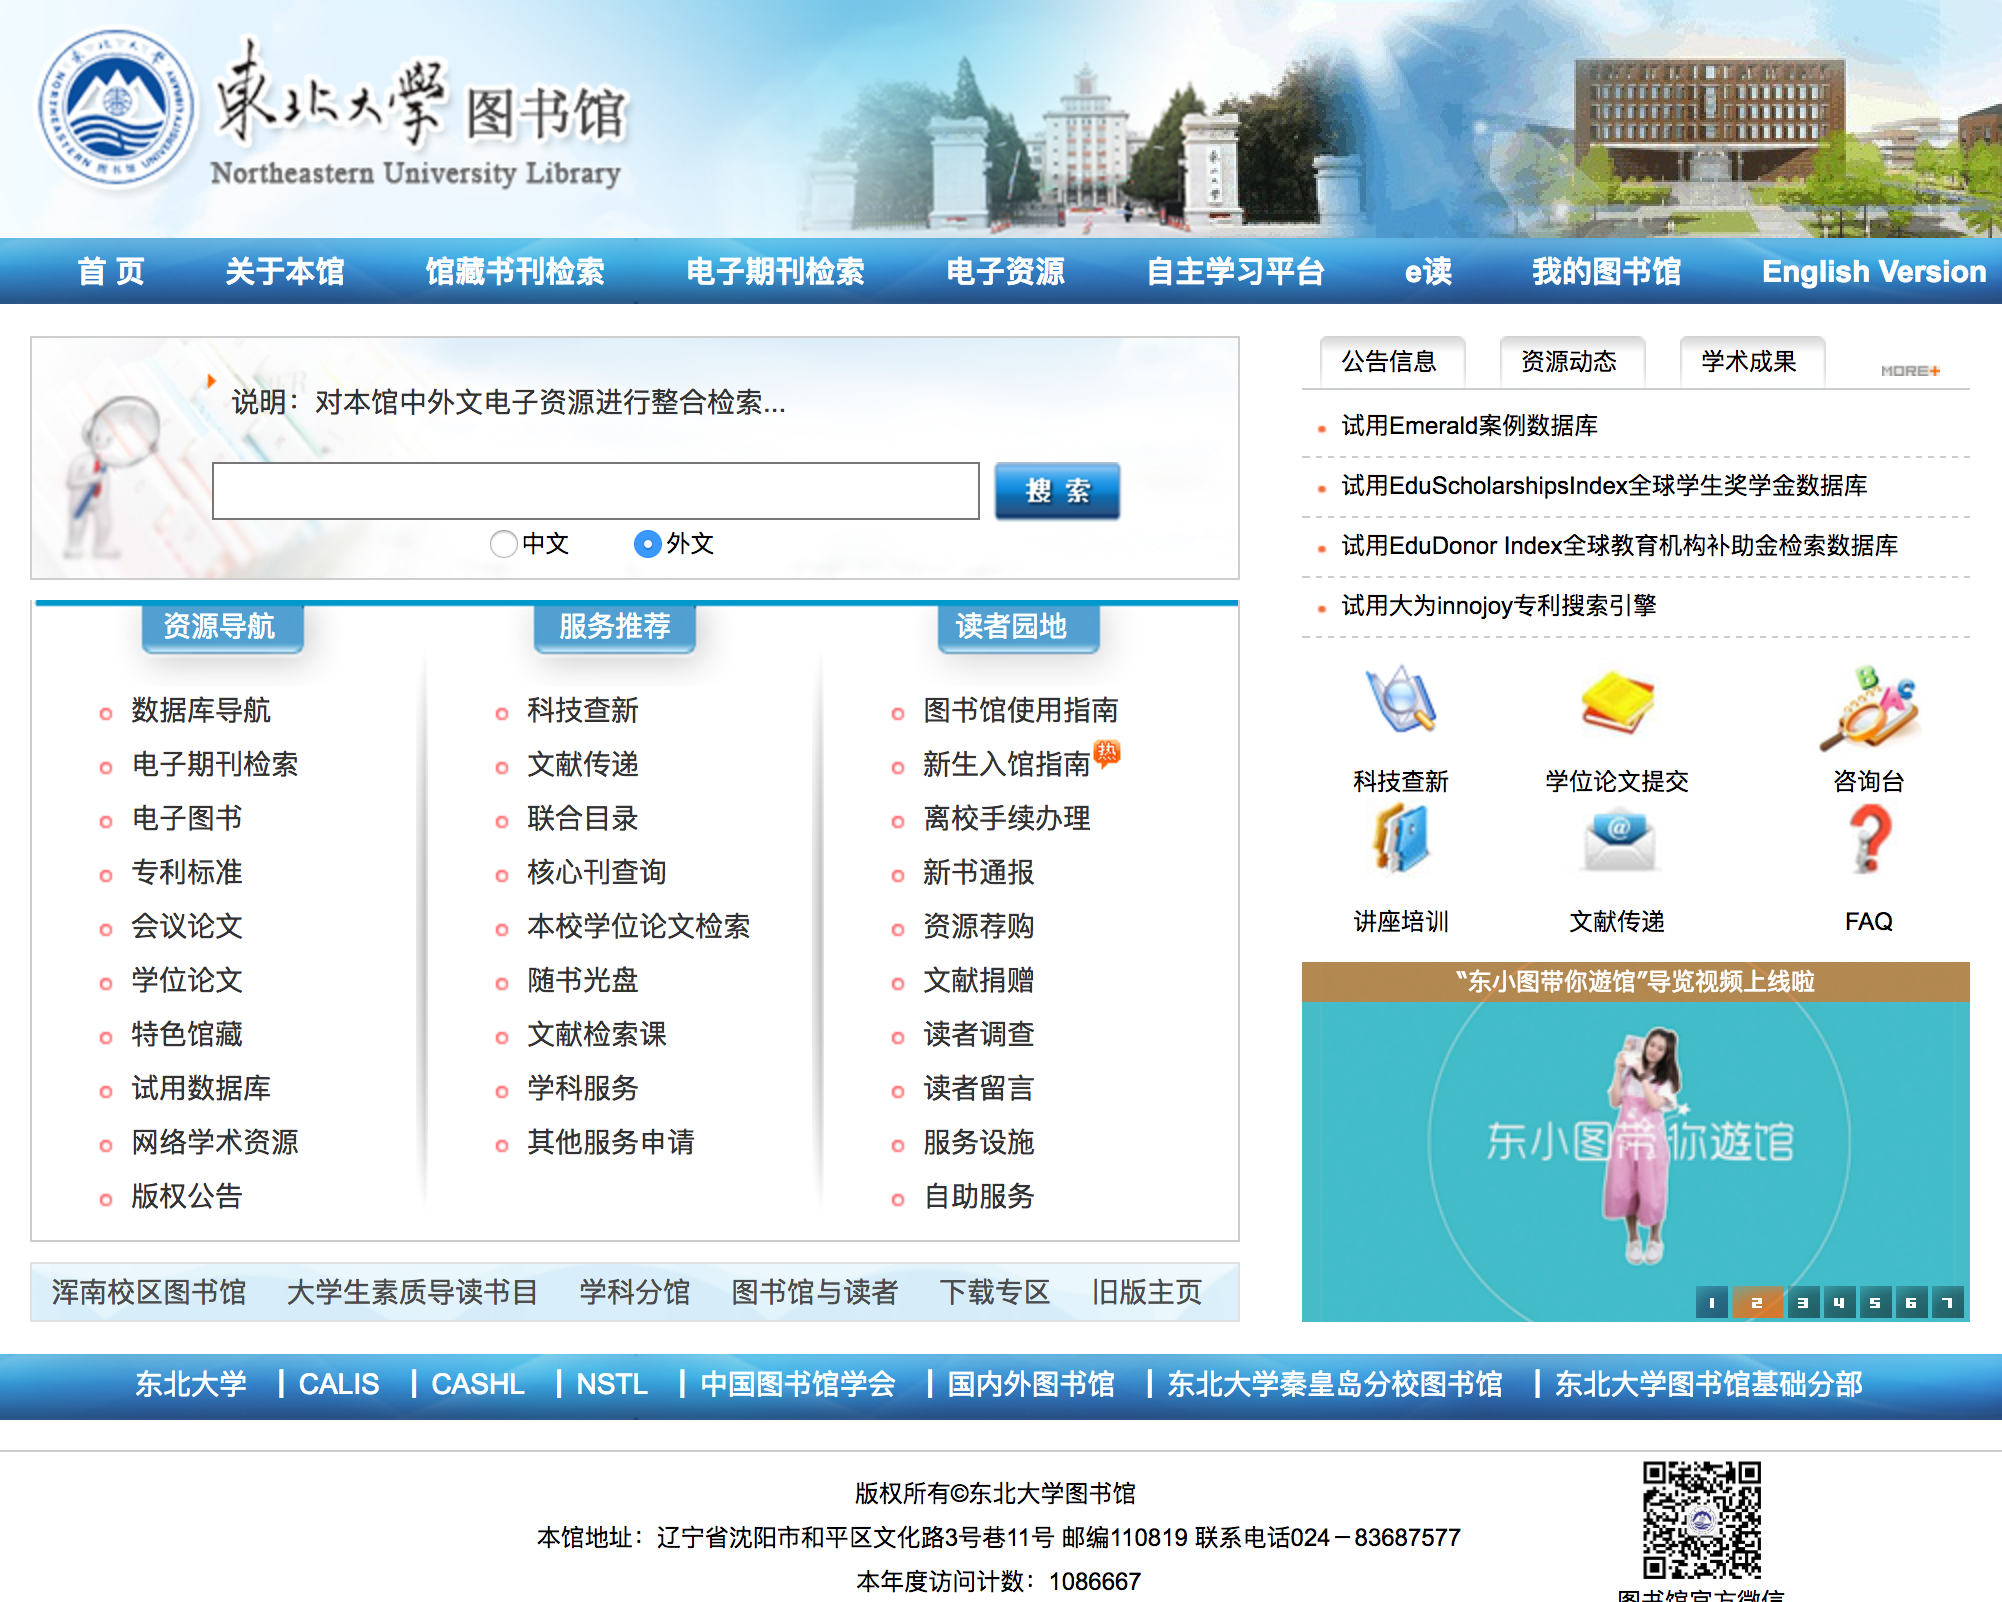 東北大學 图书馆
Northeastern University Library
首 页 关于本馆 馆藏书刊检索 电子期刊检索 电子资源 自主学习平台 e读 我的图书馆 English Version
说明：对本馆中外文电子资源进行整合检索...
搜 索
中文 外文
公告信息 资源动态 学术成果 MORE+
试用Emerald案例数据库
试用EduScholarshipsIndex全球学生奖学金数据库
试用EduDonor Index全球教育机构补助金检索数据库
试用大为innojoy专利搜索引擎
资源导航
数据库导航
电子期刊检索
电子图书
专利标准
会议论文
学位论文
特色馆藏
试用数据库
网络学术资源
版权公告
服务推荐
科技查新
文献传递
联合目录
核心刊查询
本校学位论文检索
随书光盘
文献检索课
学科服务
其他服务申请
读者园地
图书馆使用指南
新生入馆指南 热
离校手续办理
新书通报
资源荐购
文献捐赠
读者调查
读者留言
服务设施
自助服务
科技查新 学位论文提交 咨询台
讲座培训 文献传递 FAQ
“东小图带你遊馆”导览视频上线啦
东小图带你遊馆
1 2 3 4 5 6 7
浑南校区图书馆 大学生素质导读书目 学科分馆 图书馆与读者 下载专区 旧版主页
东北大学 | CALIS | CASHL | NSTL | 中国图书馆学会 | 国内外图书馆 | 东北大学秦皇岛分校图书馆 | 东北大学图书馆基础分部
版权所有©东北大学图书馆
本馆地址：辽宁省沈阳市和平区文化路3号巷11号 邮编110819 联系电话024－83687577
本年度访问计数：1086667
图书馆官方微信